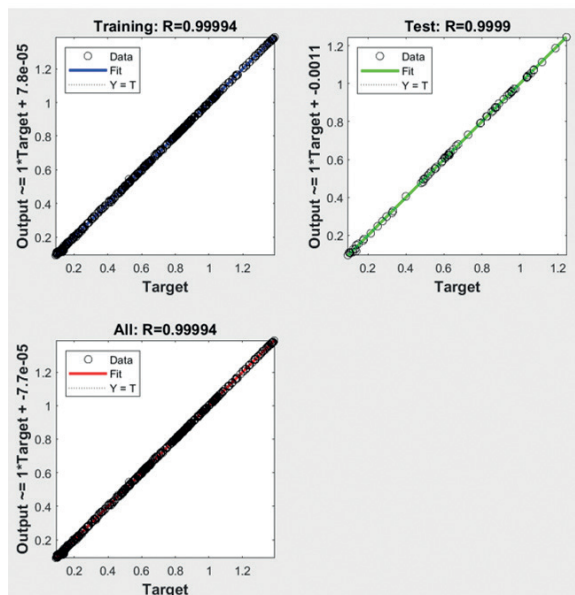 Training: R=0.99994
Output ~= 1*Target + 7.8e-05
Data
Fit
Y = T
1.2
1
0.8
0.6
0.4
0.2
0.2 0.4 0.6 0.8 1 1.2
Target
Test: R=0.9999
Output ~= 1*Target + -0.0011
Data
Fit
Y = T
1.2
1
0.8
0.6
0.4
0.2
0.2 0.4 0.6 0.8 1 1.2
Target
All: R=0.99994
Output ~= 1*Target + -7.7e-05
Data
Fit
Y = T
1.2
1
0.8
0.6
0.4
0.2
0.2 0.4 0.6 0.8 1 1.2
Target